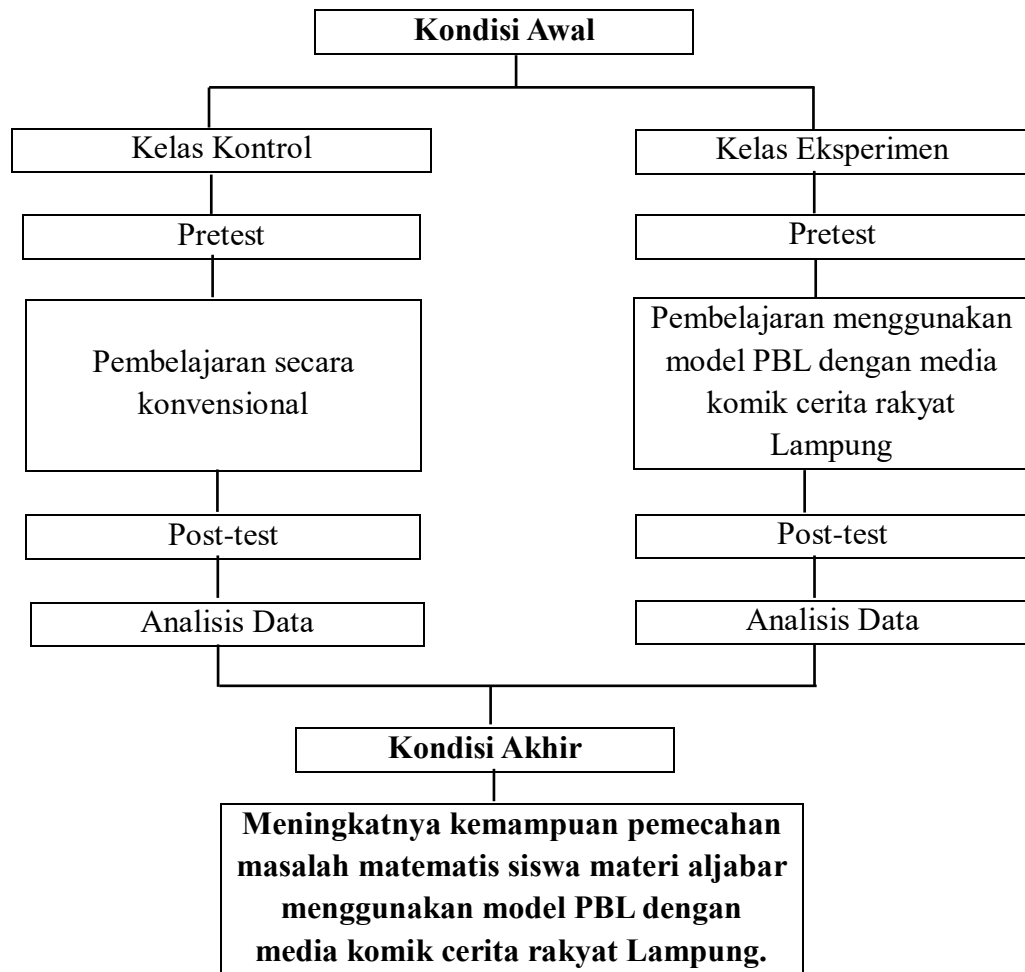 Kondisi Awal
Kelas Kontrol
Kelas Eksperimen
Pretest
Pretest
Pembelajaran secara
konvensional
Pembelajaran menggunakan
model PBL dengan media
komik cerita rakyat
Lampung
Post-test
Post-test
Analisis Data
Analisis Data
Kondisi Akhir
Meningkatnya kemampuan pemecahan
masalah matematis siswa materi aljabar
menggunakan model PBL dengan
media komik cerita rakyat Lampung.